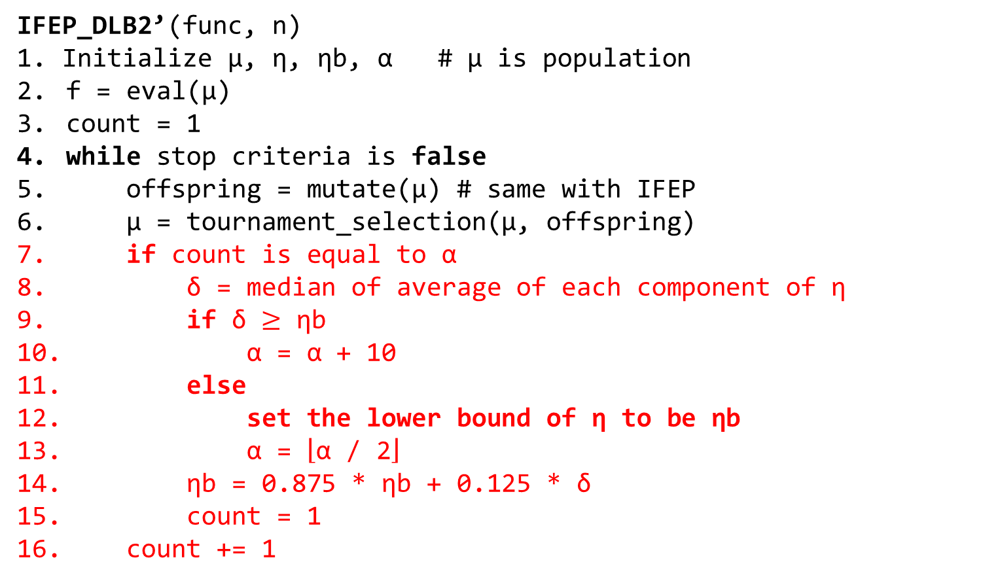 IFEP_DLB2’(func, n)
1. Initialize μ, η, ηb, α   # μ is population
2. f = eval(μ)
3. count = 1
4. while stop criteria is false
5.     offspring = mutate(μ) # same with IFEP
6.     μ = tournament_selection(μ, offspring)
7.     if count is equal to α
8.         δ = median of average of each component of η
9.         if δ ≥ ηb
10.            α = α + 10
11.        else
12.            set the lower bound of η to be ηb
13.            α = ⌊α / 2⌋
14.        ηb = 0.875 * ηb + 0.125 * δ
15.        count = 1
16.    count += 1